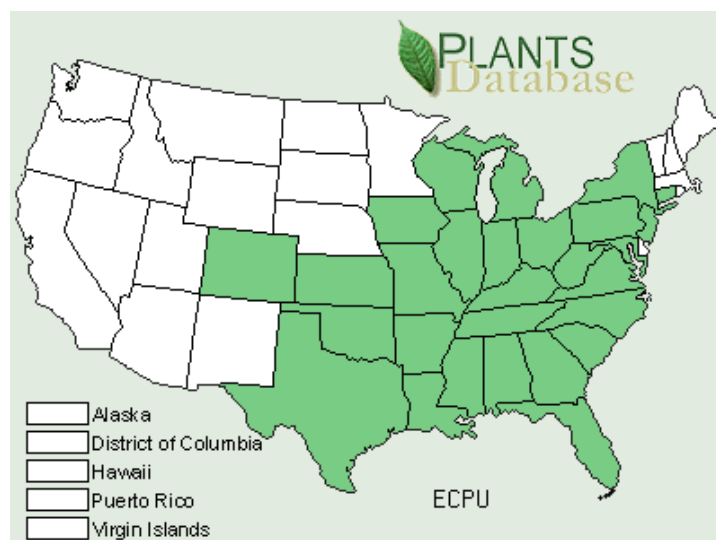 PLANTS
Database
Alaska
District of Columbia
Hawaii
Puerto Rico
Virgin Islands
ECPU